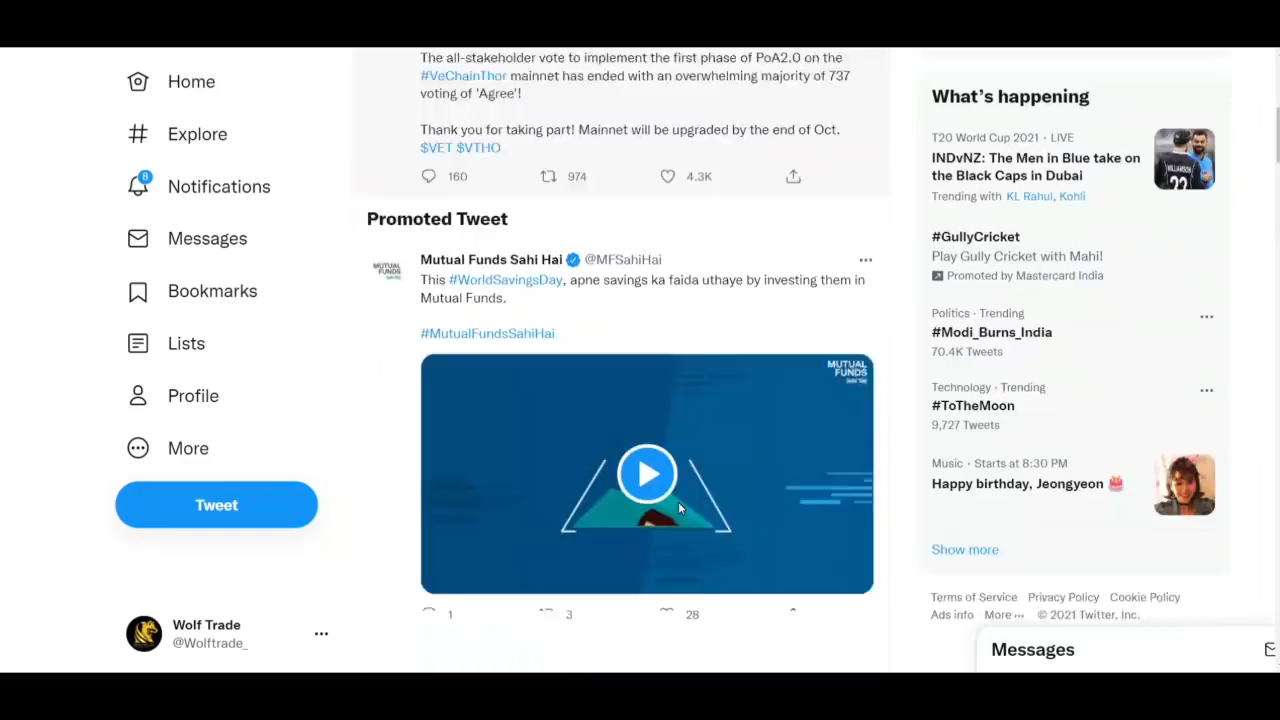 Home
Explore
8
Notifications
Messages
Bookmarks
Lists
Profile
More
Tweet
Wolf Trade
@Wolftrade_
The all-stakeholder vote to implement the first phase of PoA2.0 on the
#VeChainThor mainnet has ended with an overwhelming majority of 737
voting of 'Agree'!
Thank you for taking part! Mainnet will be upgraded by the end of Oct.
$VET $VTHO
160 974 4.3K
Promoted Tweet
MUTUAL
FUNDS
Mutual Funds Sahi Hai @MFSahiHai
This #WorldSavingsDay, apne savings ka faida uthaye by investing them in
Mutual Funds.
#MutualFundsSahiHai
MUTUAL
FUNDS
1 3 28
What's happening
T20 World Cup 2021 · LIVE
INDvNZ: The Men in Blue take on
the Black Caps in Dubai
Trending with KL Rahul, Kohli
WILLIAMSON
22
#GullyCricket
Play Gully Cricket with Mahi!
Promoted by Mastercard India
Politics · Trending
#Modi_Burns_India
70.4K Tweets
Technology · Trending
#ToTheMoon
9,727 Tweets
Music · Starts at 8:30 PM
Happy birthday, Jeongyeon 🎂
Show more
Terms of Service Privacy Policy Cookie Policy
Ads info More ··· © 2021 Twitter, Inc.
Messages